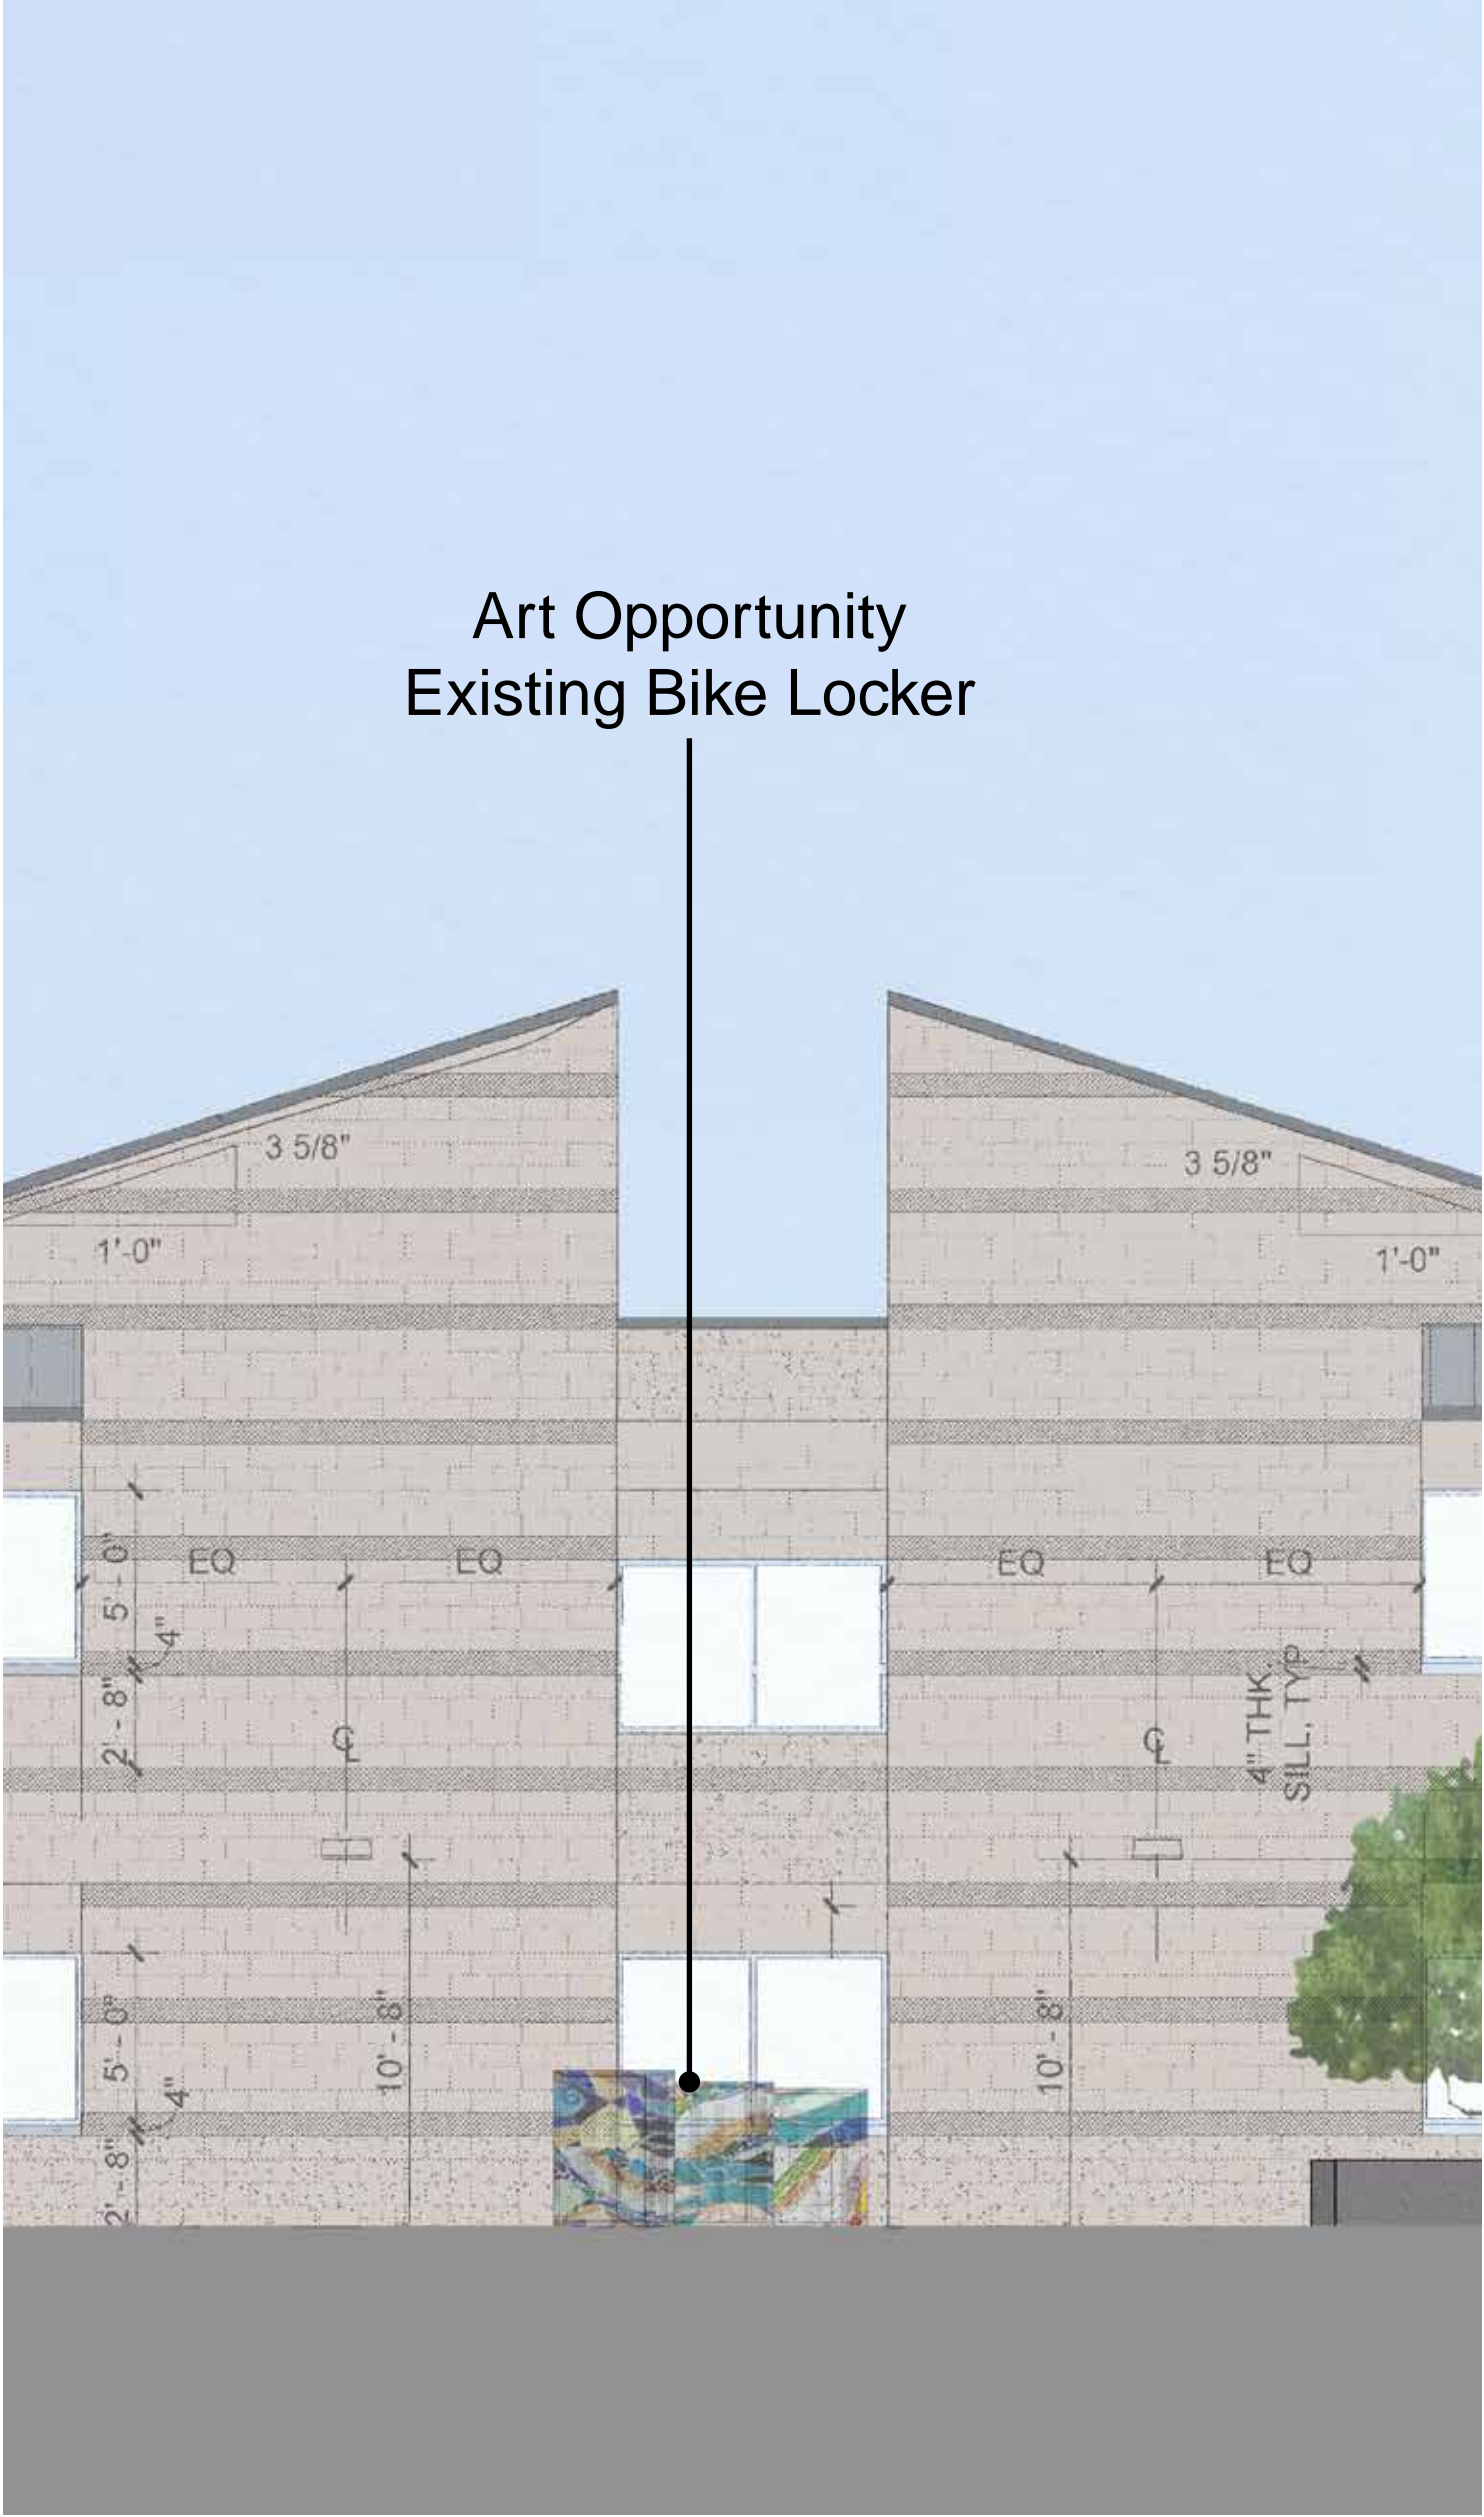 Art Opportunity
Existing Bike Locker
3 5/8"
3 5/8"
1'-0"
1'-0"
EQ
EQ
EQ
EQ
5' - 0"
4"
2' - 8"
℄
℄
4" THK.
SILL, TYP
5' - 0"
4"
10' - 8"
10' - 8"
2' - 8"